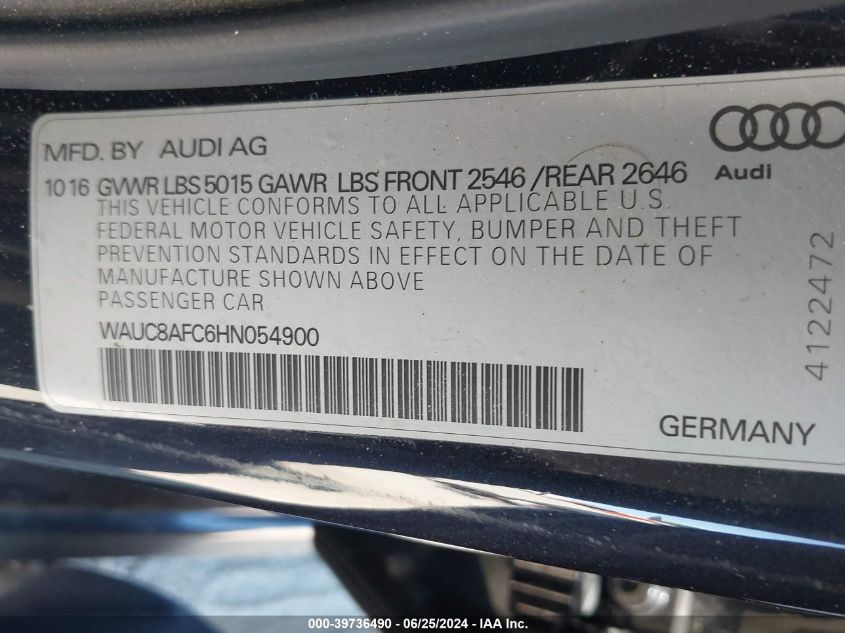 MFD. BY AUDI AG
Audi
10 16 GVWR LBS 5015 GAWR LBS FRONT 2546 /REAR 2646
THIS VEHICLE CONFORMS TO ALL APPLICABLE U.S.
FEDERAL MOTOR VEHICLE SAFETY, BUMPER AND THEFT
PREVENTION STANDARDS IN EFFECT ON THE DATE OF
MANUFACTURE SHOWN ABOVE
PASSENGER CAR
WAUC8AFC6HN054900
4122472
GERMANY
000-39736490 - 06/25/2024 - IAA Inc.